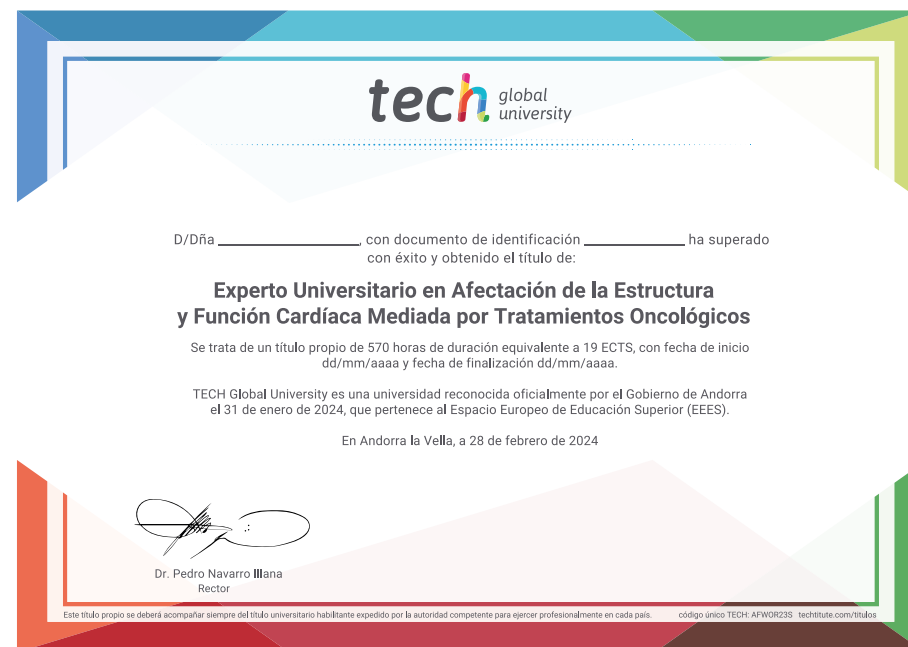 tech global university
D/Dña ______________, con documento de identificación __________ ha superado
con éxito y obtenido el título de:
Experto Universitario en Afectación de la Estructura
y Función Cardíaca Mediada por Tratamientos Oncológicos
Se trata de un título propio de 570 horas de duración equivalente a 19 ECTS, con fecha de inicio
dd/mm/aaaa y fecha de finalización dd/mm/aaaa.
TECH Global University es una universidad reconocida oficialmente por el Gobierno de Andorra
el 31 de enero de 2024, que pertenece al Espacio Europeo de Educación Superior (EEES).
En Andorra la Vella, a 28 de febrero de 2024
Dr. Pedro Navarro Illana
Rector
Este título propio se deberá acompañar siempre del título universitario habilitante expedido por la autoridad competente para ejercer profesionalmente en cada país. código único TECH: AFWOR23S techtitute.com/titulos